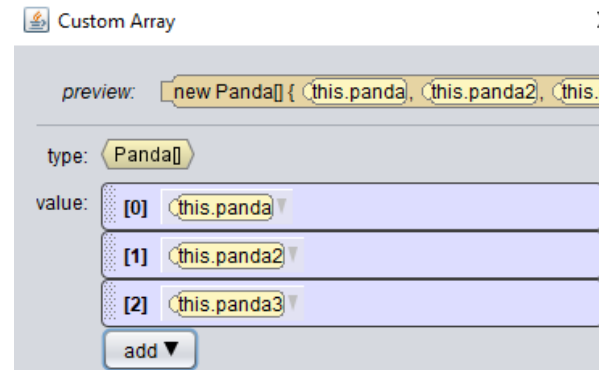 Custom Array
preview: new Panda[] { this.panda, this.panda2, this.
type: Panda[]
value: [0] this.panda
[1] this.panda2
[2] this.panda3
add